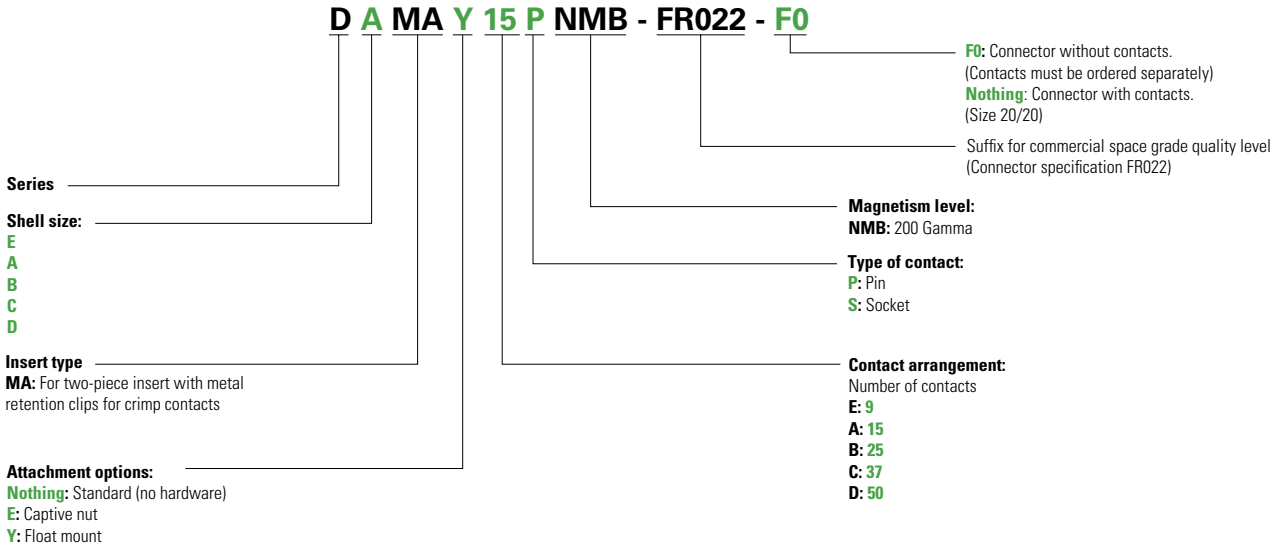 D A MA Y 15 P NMB - FR022 - F0
F0: Connector without contacts.
(Contacts must be ordered separately)
Nothing: Connector with contacts.
(Size 20/20)
Suffix for commercial space grade quality level
(Connector specification FR022)
Series
Shell size:
E
A
B
C
D
Insert type
MA: For two-piece insert with metal
retention clips for crimp contacts
Attachment options:
Nothing: Standard (no hardware)
E: Captive nut
Y: Float mount
Magnetism level:
NMB: 200 Gamma
Type of contact:
P: Pin
S: Socket
Contact arrangement:
Number of contacts
E: 9
A: 15
B: 25
C: 37
D: 50